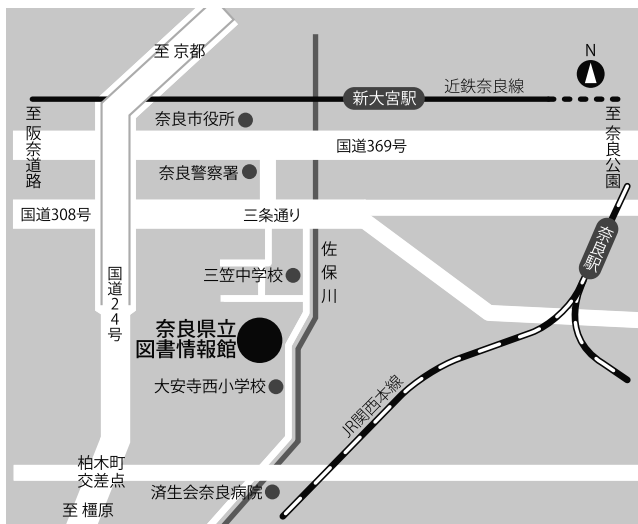 至 京都
N
近鉄奈良線
新大宮駅
至 阪奈道路
奈良市役所
至 奈良公園
国道369号
奈良警察署
国道308号
三条通り
奈良駅
佐保川
三笠中学校
国道24号
奈良県立
図書情報館
大安寺西小学校
JR関西本線
柏木町
交差点
済生会奈良病院
至 橿原